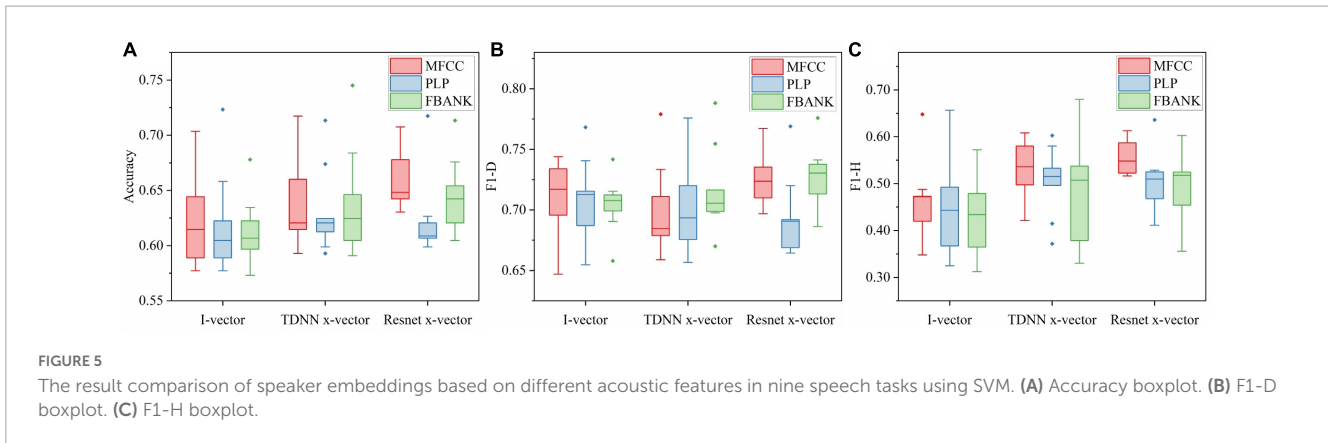 A
0.75
0.70
0.65
0.60
0.55
Accuracy
MFCC
PLP
FBANK
I-vector
TDNN x-vector
Resnet x-vector
B
0.80
0.75
0.70
0.65
F1-D
MFCC
PLP
FBANK
I-vector
TDNN x-vector
Resnet x-vector
C
0.70
0.60
0.50
0.40
0.30
F1-H
MFCC
PLP
FBANK
I-vector
TDNN x-vector
Resnet x-vector
FIGURE 5
The result comparison of speaker embeddings based on different acoustic features in nine speech tasks using SVM. (A) Accuracy boxplot. (B) F1-D
boxplot. (C) F1-H boxplot.